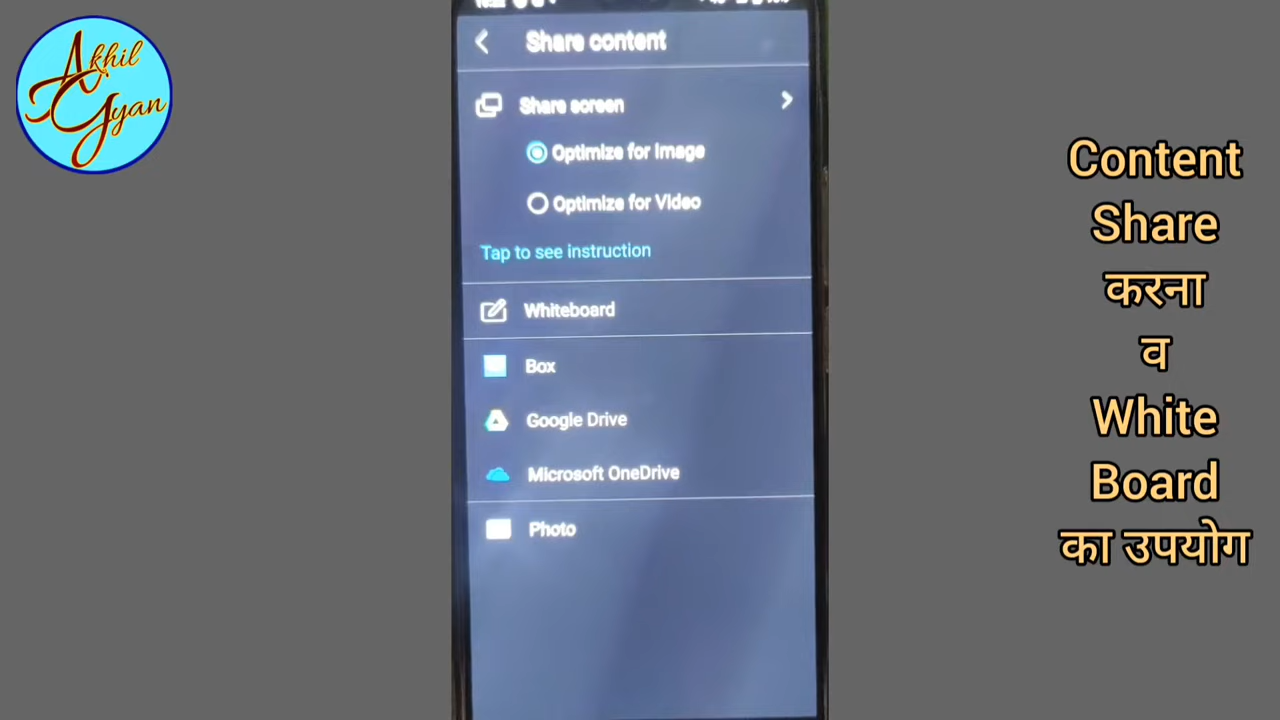 Akhil
Gyan
Share content
Share screen
Optimize for Image
Optimize for Video
Tap to see instruction
Whiteboard
Box
Google Drive
Microsoft OneDrive
Photo
Content
Share
करना
व
White
Board
का उपयोग